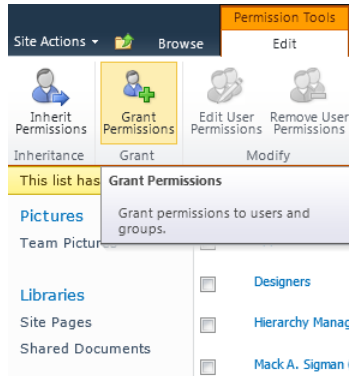 Permission Tools
Site Actions Browse Edit
Inherit Permissions
Grant Permissions
Edit User Permissions
Remove User Permissions
Inheritance Grant Modify
This list has
Grant Permissions
Grant permissions to users and
groups.
Pictures
Team Pictures
Libraries
Site Pages
Shared Documents
Designers
Hierarchy Manag
Mack A. Sigman (